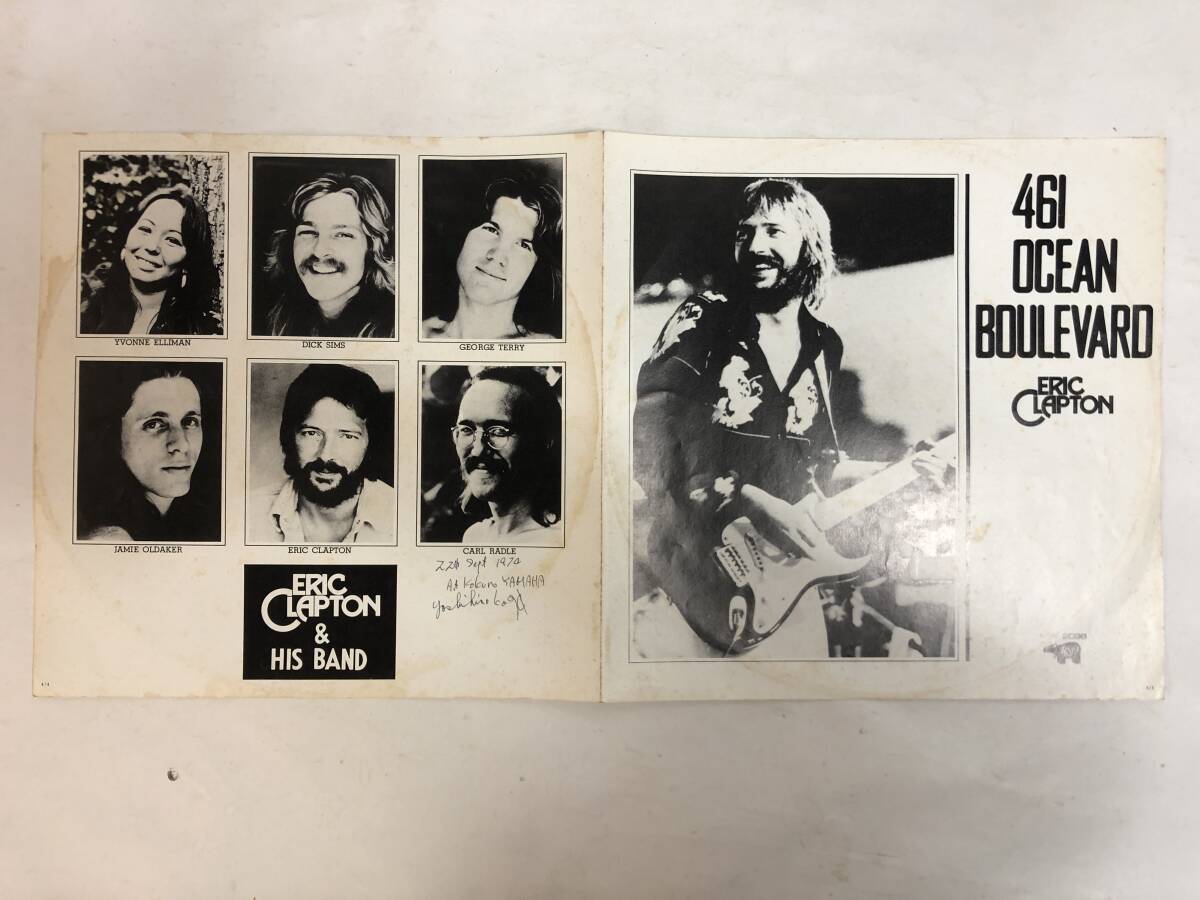 YVONNE ELLIMAN
DICK SIMS
GEORGE TERRY
JAMIE OLDAKER
ERIC CLAPTON
CARL RADLE
Sept 1974
At Kokura YAMAHA
ERIC
CLAPTON
&
HIS BAND
461
OCEAN
BOULEVARD
ERIC
CLAPTON
RSO